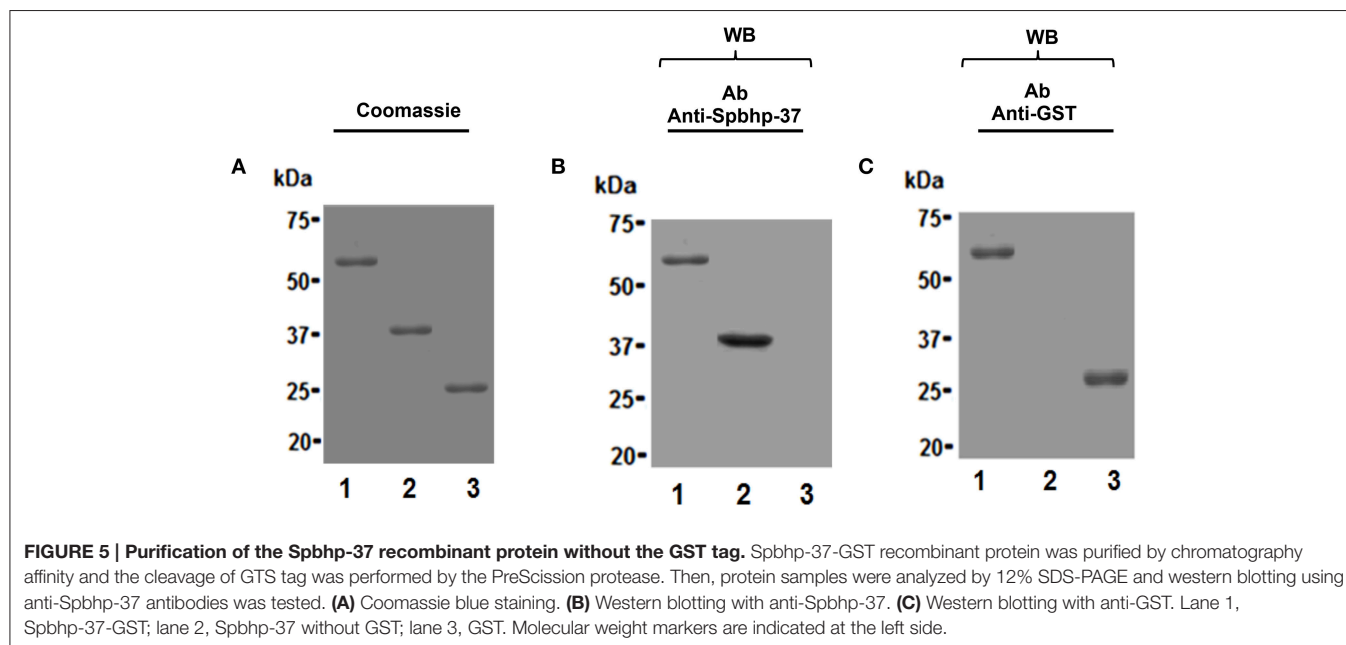 WB
WB
Coomassie
Ab
Anti-Spbhp-37
Ab
Anti-GST
A
kDa
75-
50-
37-
25-
20-
1 2 3
B
kDa
75-
50-
37-
25-
20-
1 2 3
C
kDa
75-
50-
37-
25-
20-
1 2 3
FIGURE 5 | Purification of the Spbhp-37 recombinant protein without the GST tag. Spbhp-37-GST recombinant protein was purified by chromatography
affinity and the cleavage of GTS tag was performed by the PreScission protease. Then, protein samples were analyzed by 12% SDS-PAGE and western blotting using
anti-Spbhp-37 antibodies was tested. (A) Coomassie blue staining. (B) Western blotting with anti-Spbhp-37. (C) Western blotting with anti-GST. Lane 1,
Spbhp-37-GST; lane 2, Spbhp-37 without GST; lane 3, GST. Molecular weight markers are indicated at the left side.